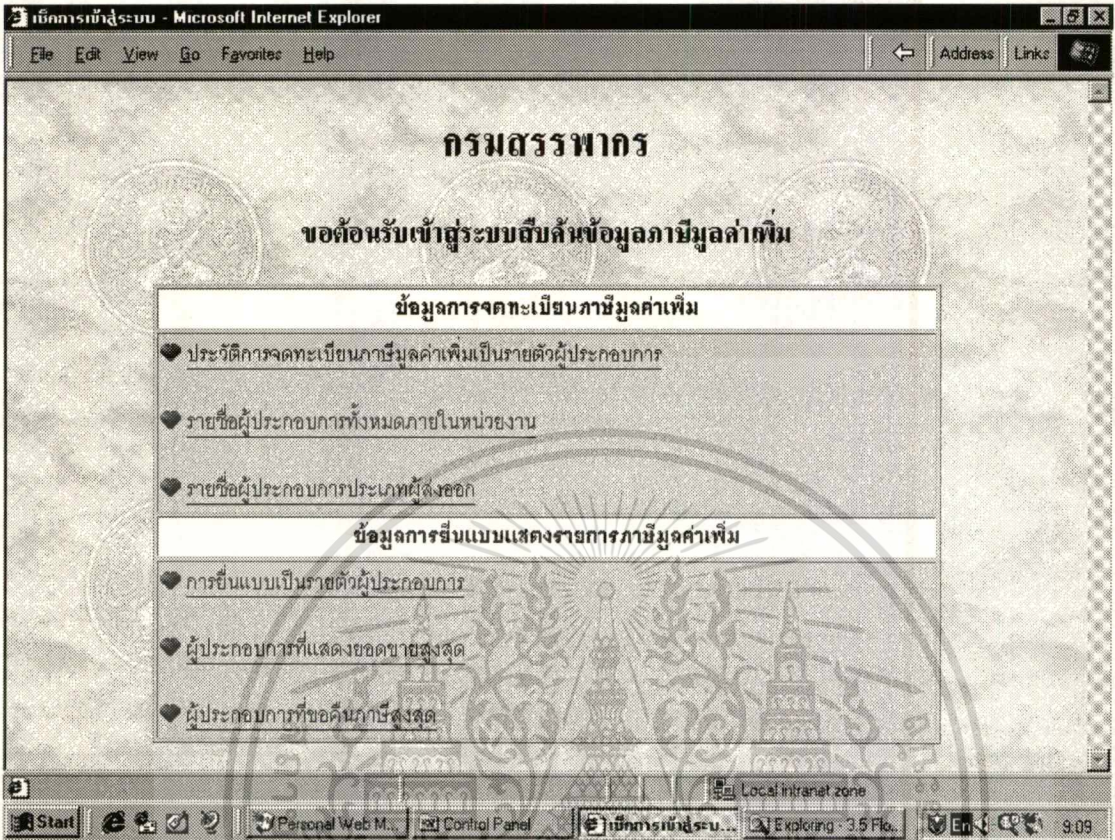 เช็คการเข้าสู่ระบบ - Microsoft Internet Explorer
File Edit View Go Favorites Help
Address Links
กรมสรรพากร
ขอต้อนรับเข้าสู่ระบบสืบค้นข้อมูลภาษีมูลค่าเพิ่ม
ข้อมูลการจดทะเบียนภาษีมูลค่าเพิ่ม
ประวัติการจดทะเบียนภาษีมูลค่าเพิ่มเป็นรายตัวผู้ประกอบการ
รายชื่อผู้ประกอบการทั้งหมดภายในหน่วยงาน
รายชื่อผู้ประกอบการประเภทผู้ส่งออก
ข้อมูลการยื่นแบบแสดงรายการภาษีมูลค่าเพิ่ม
การยื่นแบบเป็นรายตัวผู้ประกอบการ
ผู้ประกอบการที่แสดงยอดขายสูงสุด
ผู้ประกอบการที่ขอคืนภาษีสูงสุด
Local intranet zone
Start Personal Web M... Control Panel เช็คการเข้าสู่ระบ... Exploring - 3.5 Flo... En 9:09